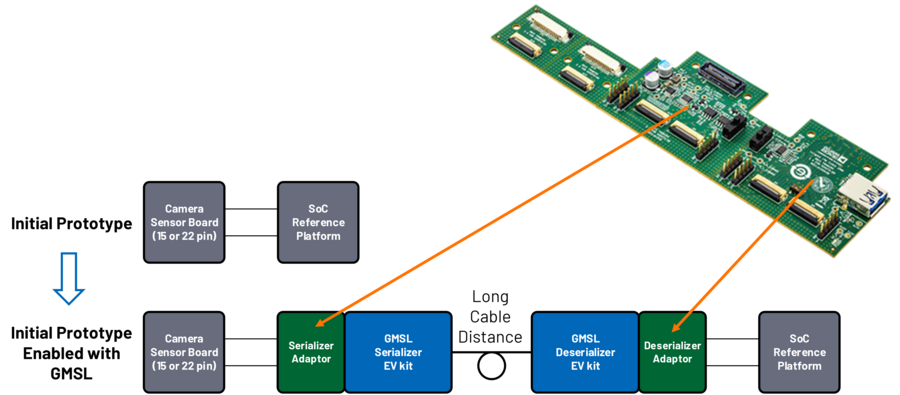 Initial Prototype
Camera
Sensor Board
(15 or 22 pin)
SoC
Reference
Platform
Initial Prototype
Enabled with
GMSL
Camera
Sensor Board
(15 or 22 pin)
Serializer
Adaptor
GMSL
Serializer
EV kit
Long
Cable
Distance
GMSL
Deserializer
EV kit
Deserializer
Adaptor
SoC
Reference
Platform